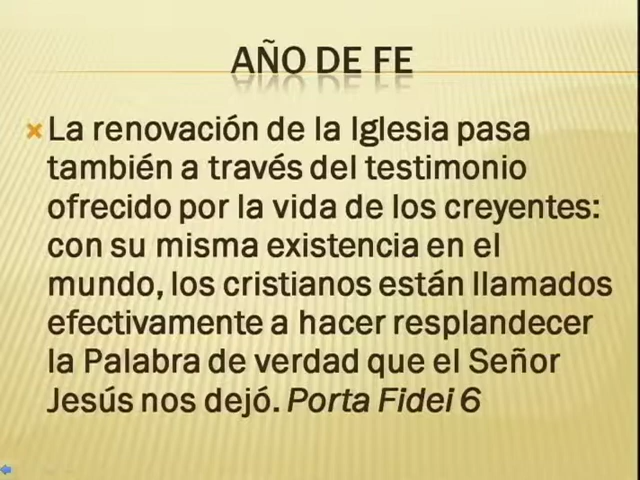 AÑO DE FE
La renovación de la Iglesia pasa
también a través del testimonio
ofrecido por la vida de los creyentes:
con su misma existencia en el
mundo, los cristianos están llamados
efectivamente a hacer resplandecer
la Palabra de verdad que el Señor
Jesús nos dejó. Porta Fidei 6